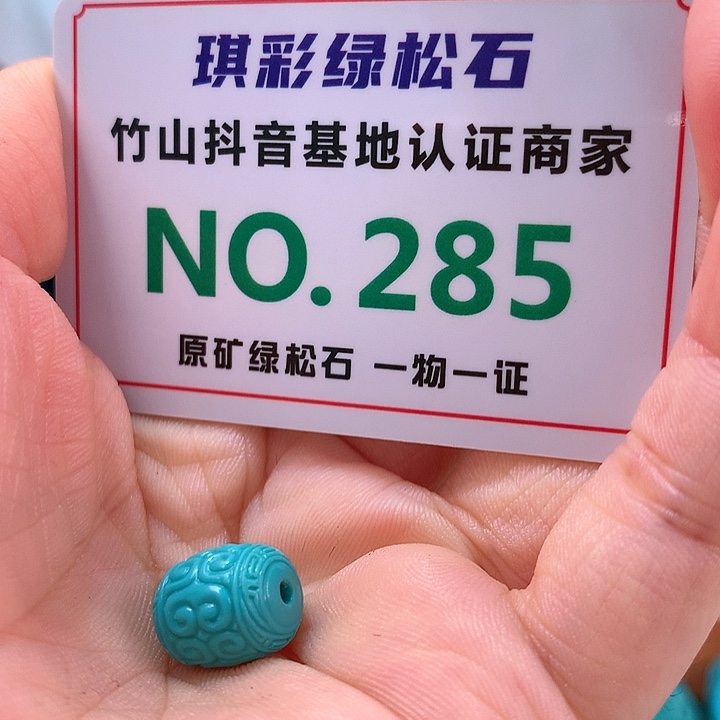 琪彩绿松石
竹山抖音基地认证商家
NO.285
原矿绿松石 一物一证